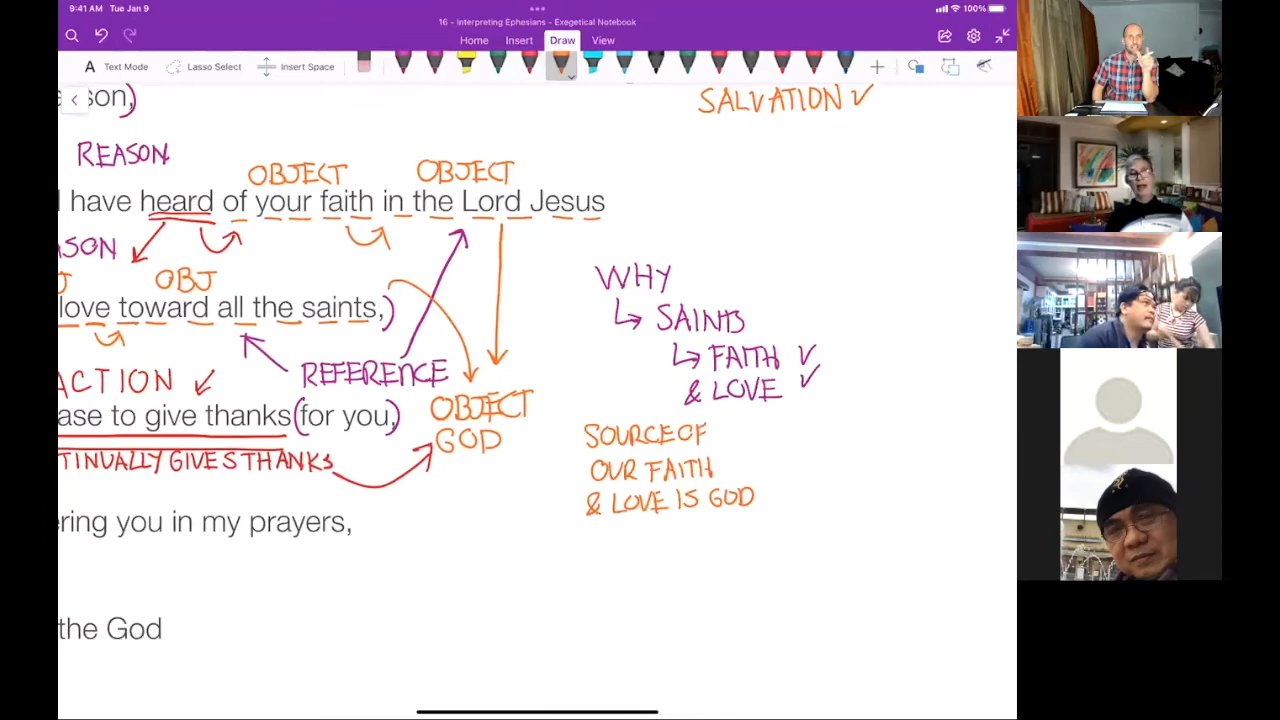 9:41 AM Tue Jan 9
100%
16 - Interpreting Ephesians - Exegetical Notebook
Home Insert Draw View
Text Mode Lasso Select Insert Space
son,)
SALVATION ✓
REASON
OBJECT OBJECT
I have heard of your faith in the Lord Jesus
ASON
OBJ
love toward all the saints,)
WHY
↳ SAINTS
↳ FAITH ✓
& LOVE ✓
REFERENCE
ACTION
ase to give thanks (for you,)
OBJECT
GOD
TINUALLY GIVES THANKS
SOURCE OF
OUR FAITH
& LOVE IS GOD
ering you in my prayers,
the God